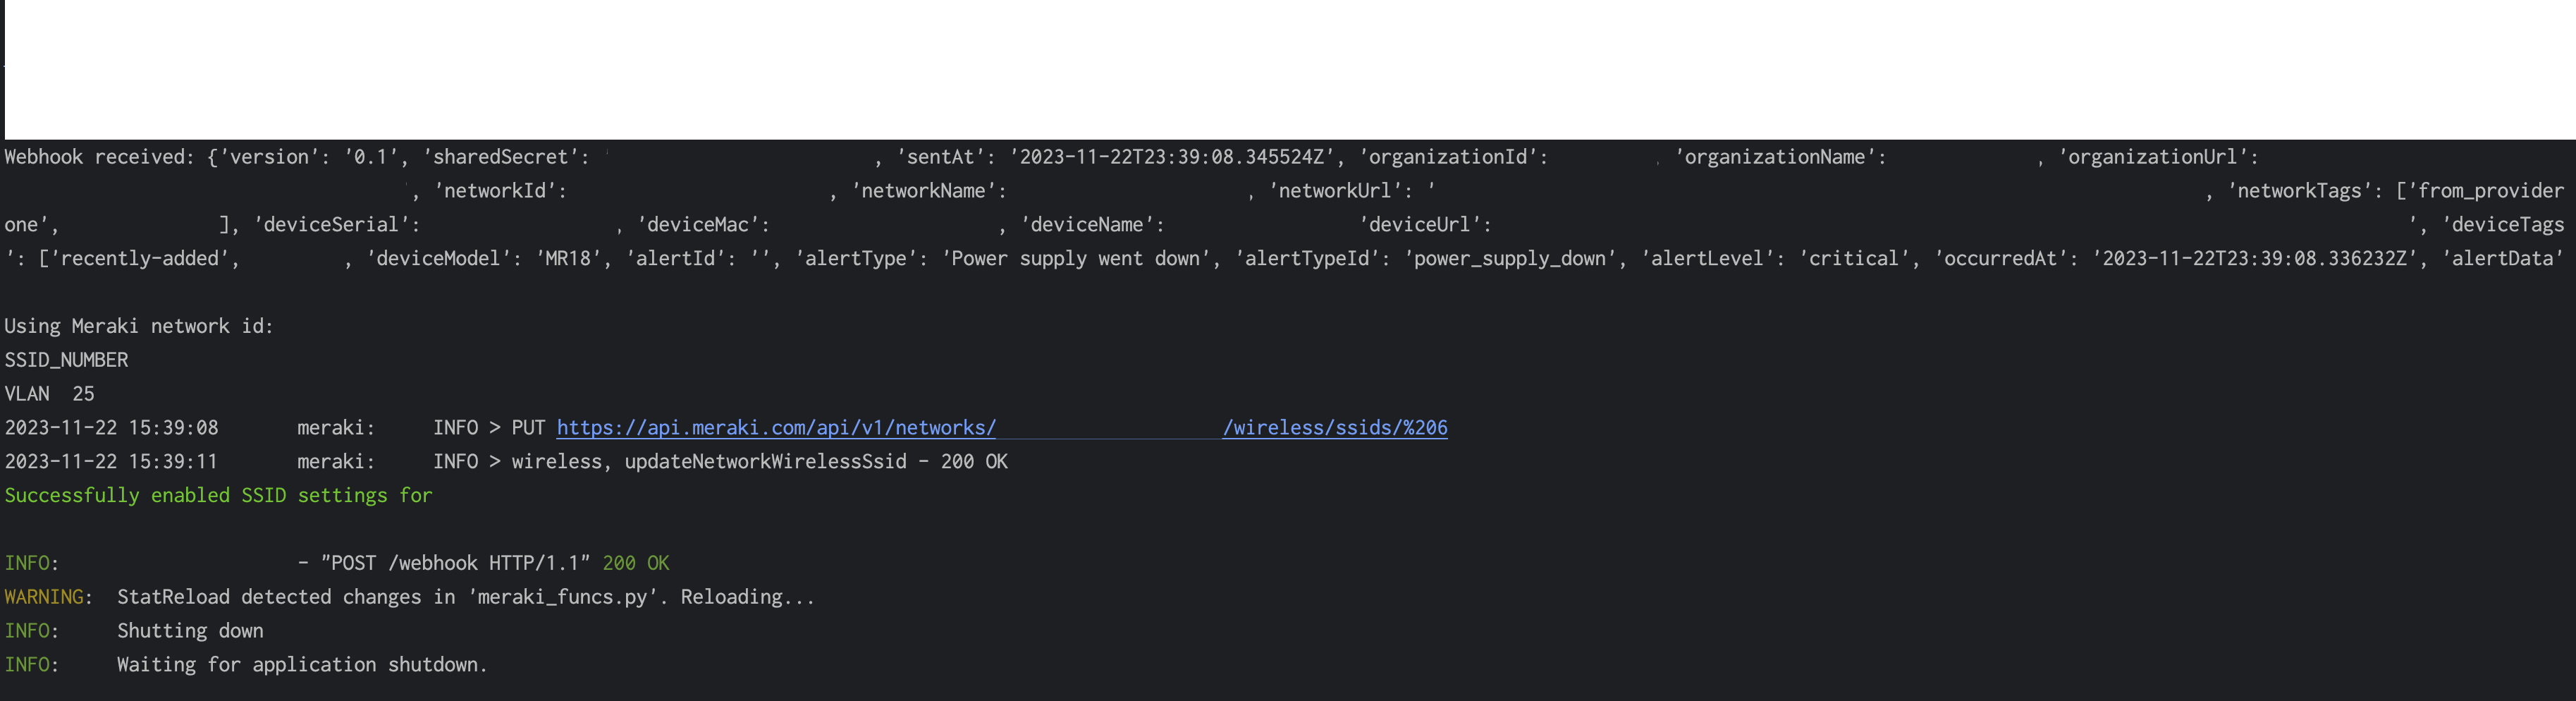 Webhook received: {'version': '0.1', 'sharedSecret': ' , 'sentAt': '2023-11-22T23:39:08.345524Z', 'organizationId': , 'organizationName': , 'organizationUrl':
', 'networkId': , 'networkName': , 'networkUrl': ' , 'networkTags': ['from_provider
one', ], 'deviceSerial': , 'deviceMac': , 'deviceName': 'deviceUrl': ', 'deviceTags
': ['recently-added', , 'deviceModel': 'MR18', 'alertId': '', 'alertType': 'Power supply went down', 'alertTypeId': 'power_supply_down', 'alertLevel': 'critical', 'occurredAt': '2023-11-22T23:39:08.336232Z', 'alertData'
Using Meraki network id:
SSID_NUMBER
VLAN  25
2023-11-22 15:39:08 meraki: INFO > PUT https://api.meraki.com/api/v1/networks/ /wireless/ssids/%206
2023-11-22 15:39:11 meraki: INFO > wireless, updateNetworkWirelessSsid - 200 OK
Successfully enabled SSID settings for
INFO: - "POST /webhook HTTP/1.1" 200 OK
WARNING: StatReload detected changes in 'meraki_funcs.py'. Reloading...
INFO: Shutting down
INFO: Waiting for application shutdown.